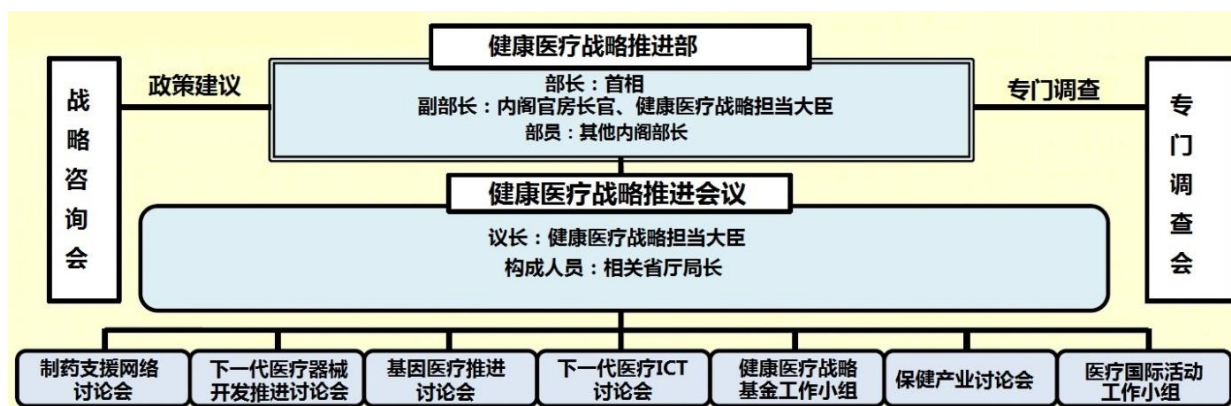 健康医疗战略推进部
战略咨询会
政策建议
部长：首相
副部长：内阁官房长官、健康医疗战略担当大臣
部员：其他内阁部长
专门调查
专门调查会
健康医疗战略推进会议
议长：健康医疗战略担当大臣
构成人员：相关省厅局长
制药支援网络
讨论会
下一代医疗器械
开发推进讨论会
基因医疗推进
讨论会
下一代医疗ICT
讨论会
健康医疗战略
基金工作小组
保健产业讨论会
医疗国际活动
工作小组